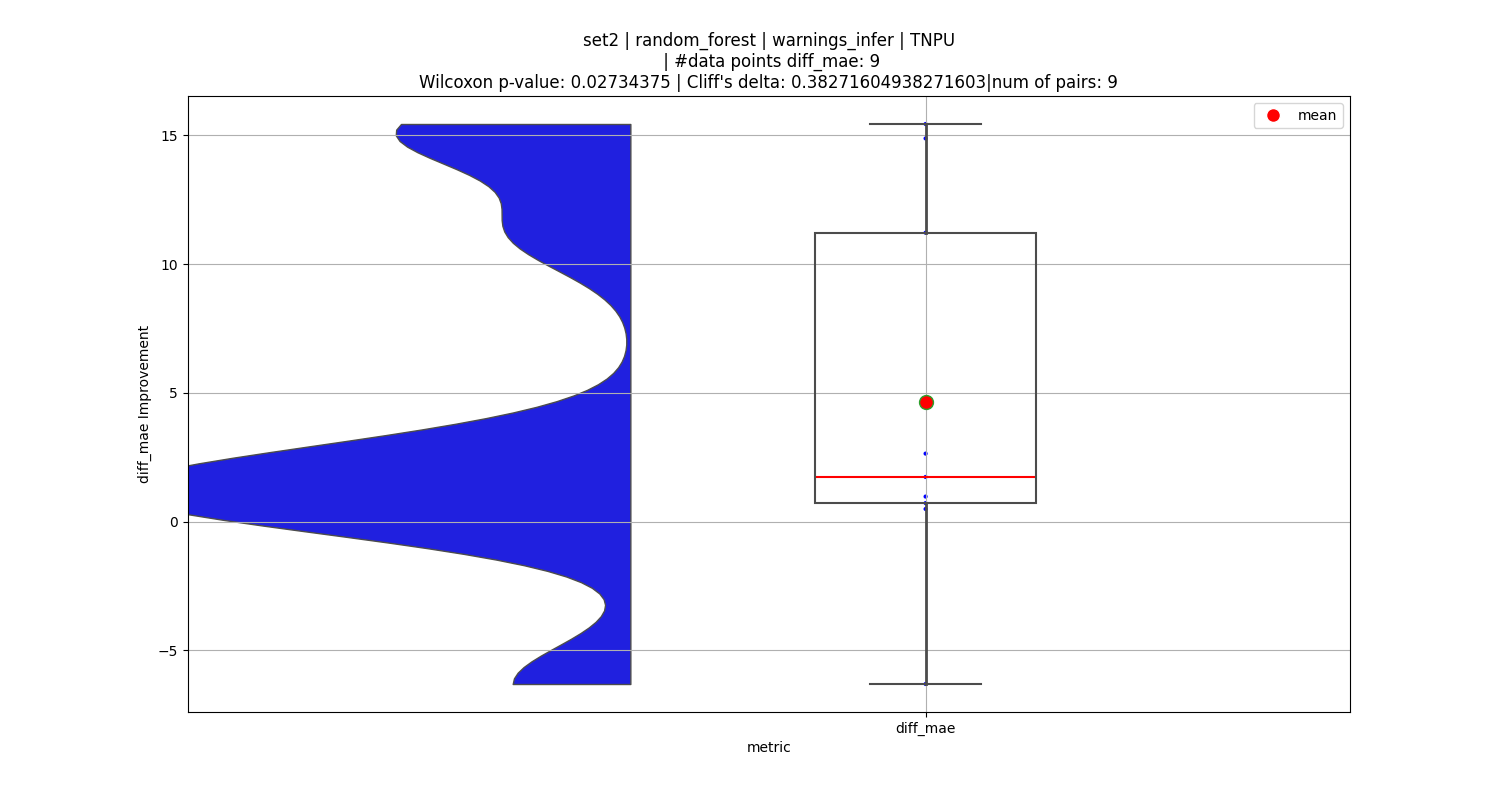 set2 | random_forest | warnings_infer | TNPU
| #data points diff_mae: 9
Wilcoxon p-value: 0.02734375 | Cliff's delta: 0.38271604938271603|num of pairs: 9
mean
15
10
5
0
−5
diff_mae Improvement
diff_mae
metric